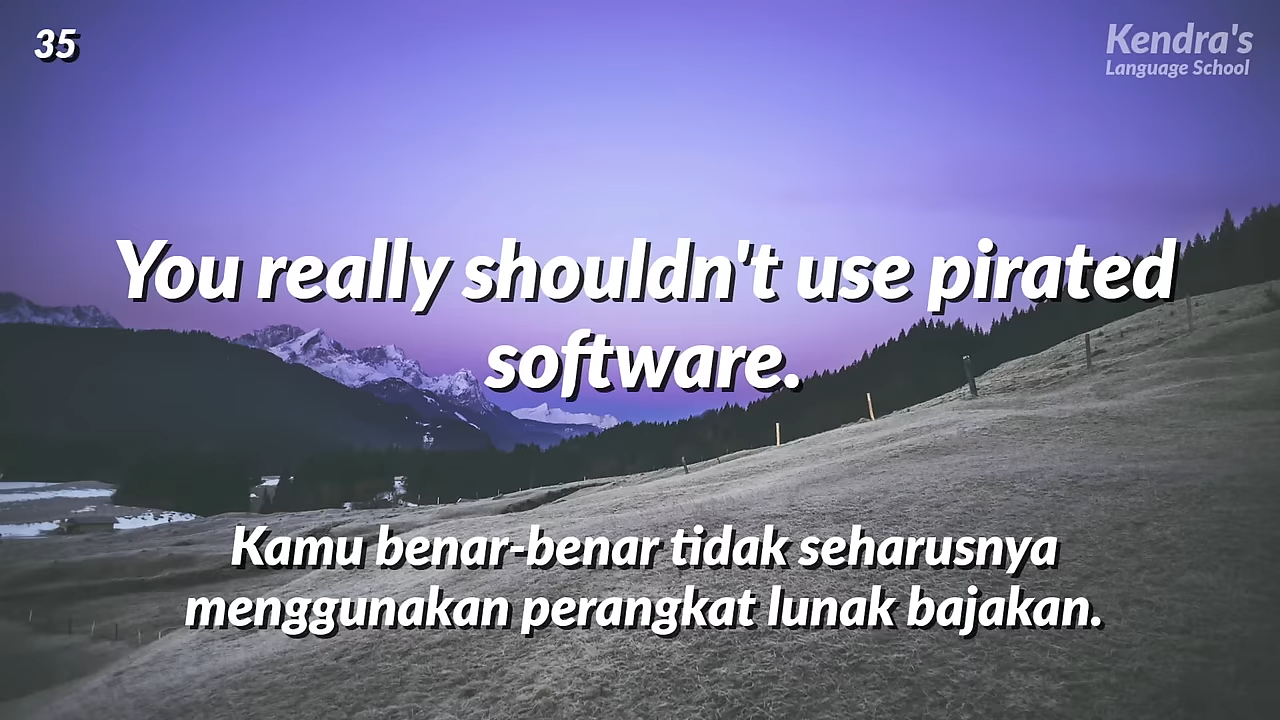 35
Kendra's
Language School
You really shouldn't use pirated
software.
Kamu benar-benar tidak seharusnya
menggunakan perangkat lunak bajakan.